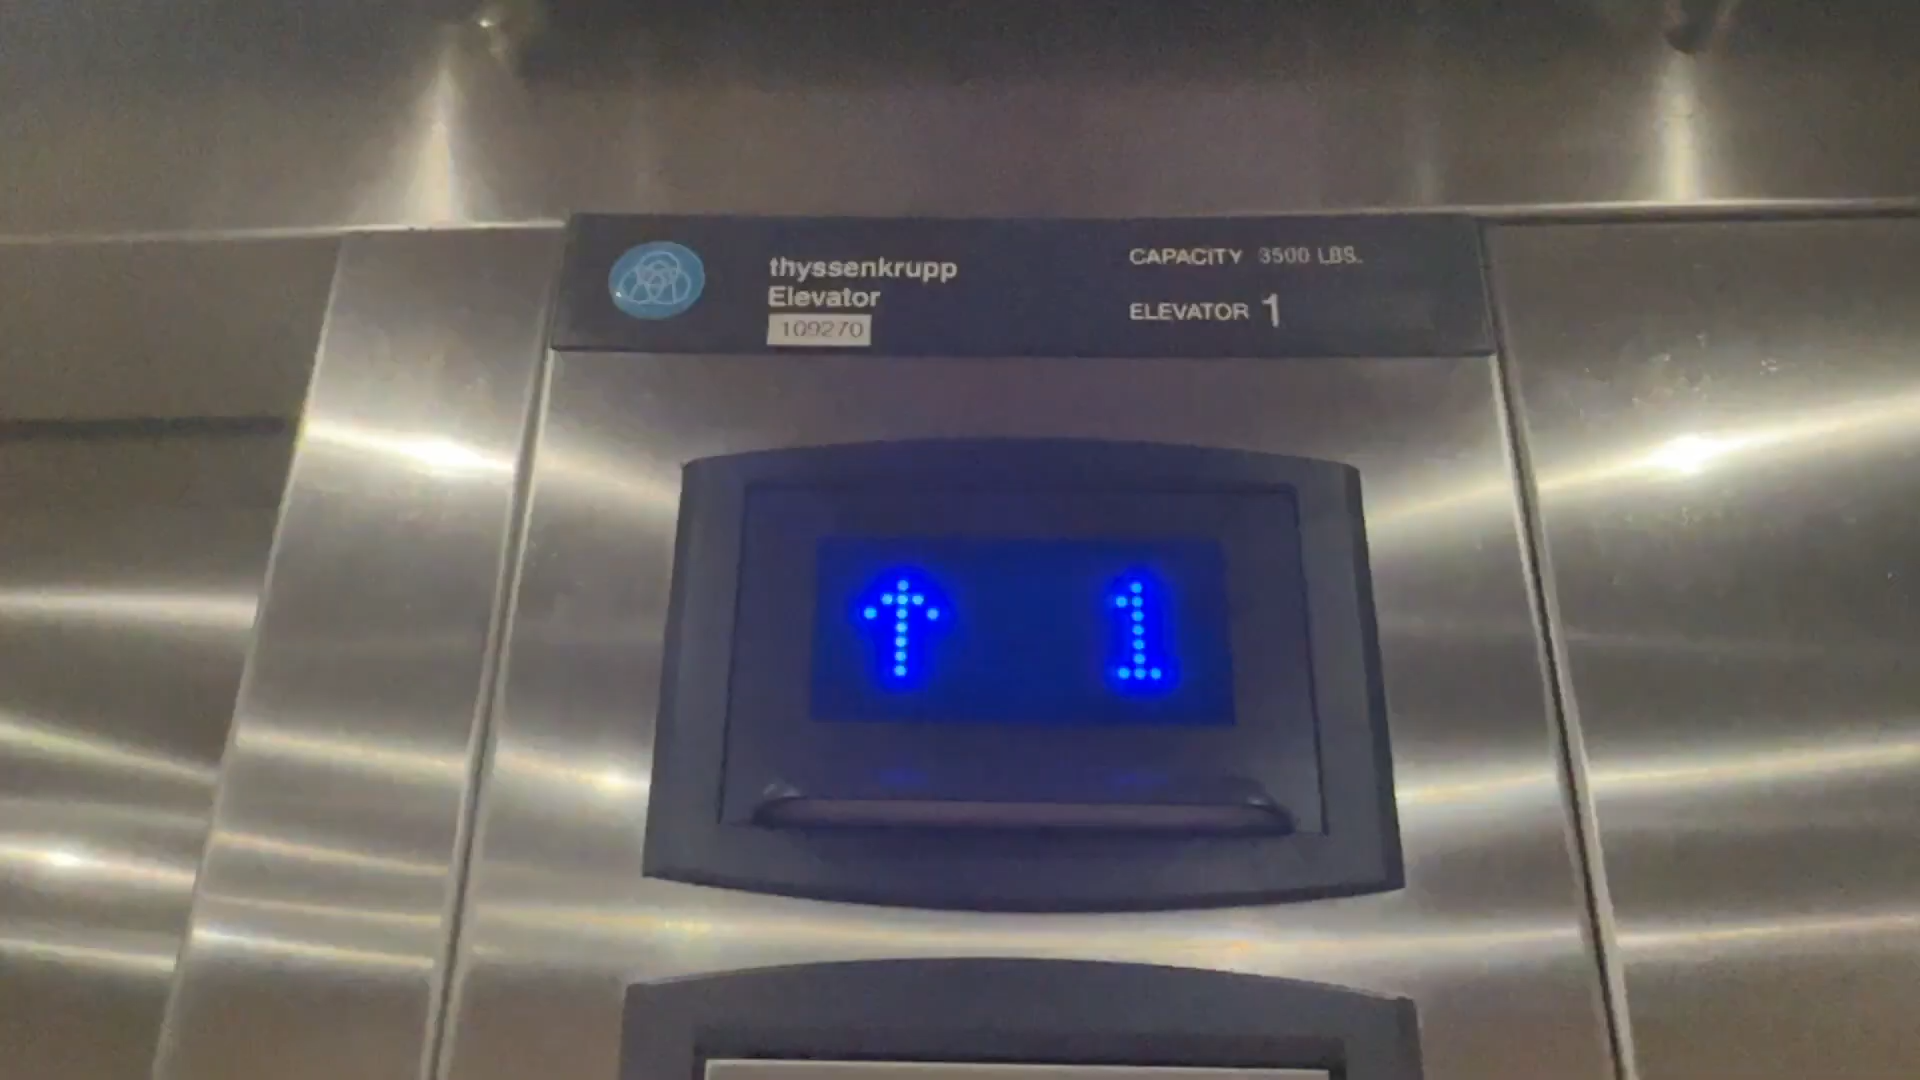 thyssenkrupp
Elevator
109270
CAPACITY 3500 LBS.
ELEVATOR 1
↑ 1